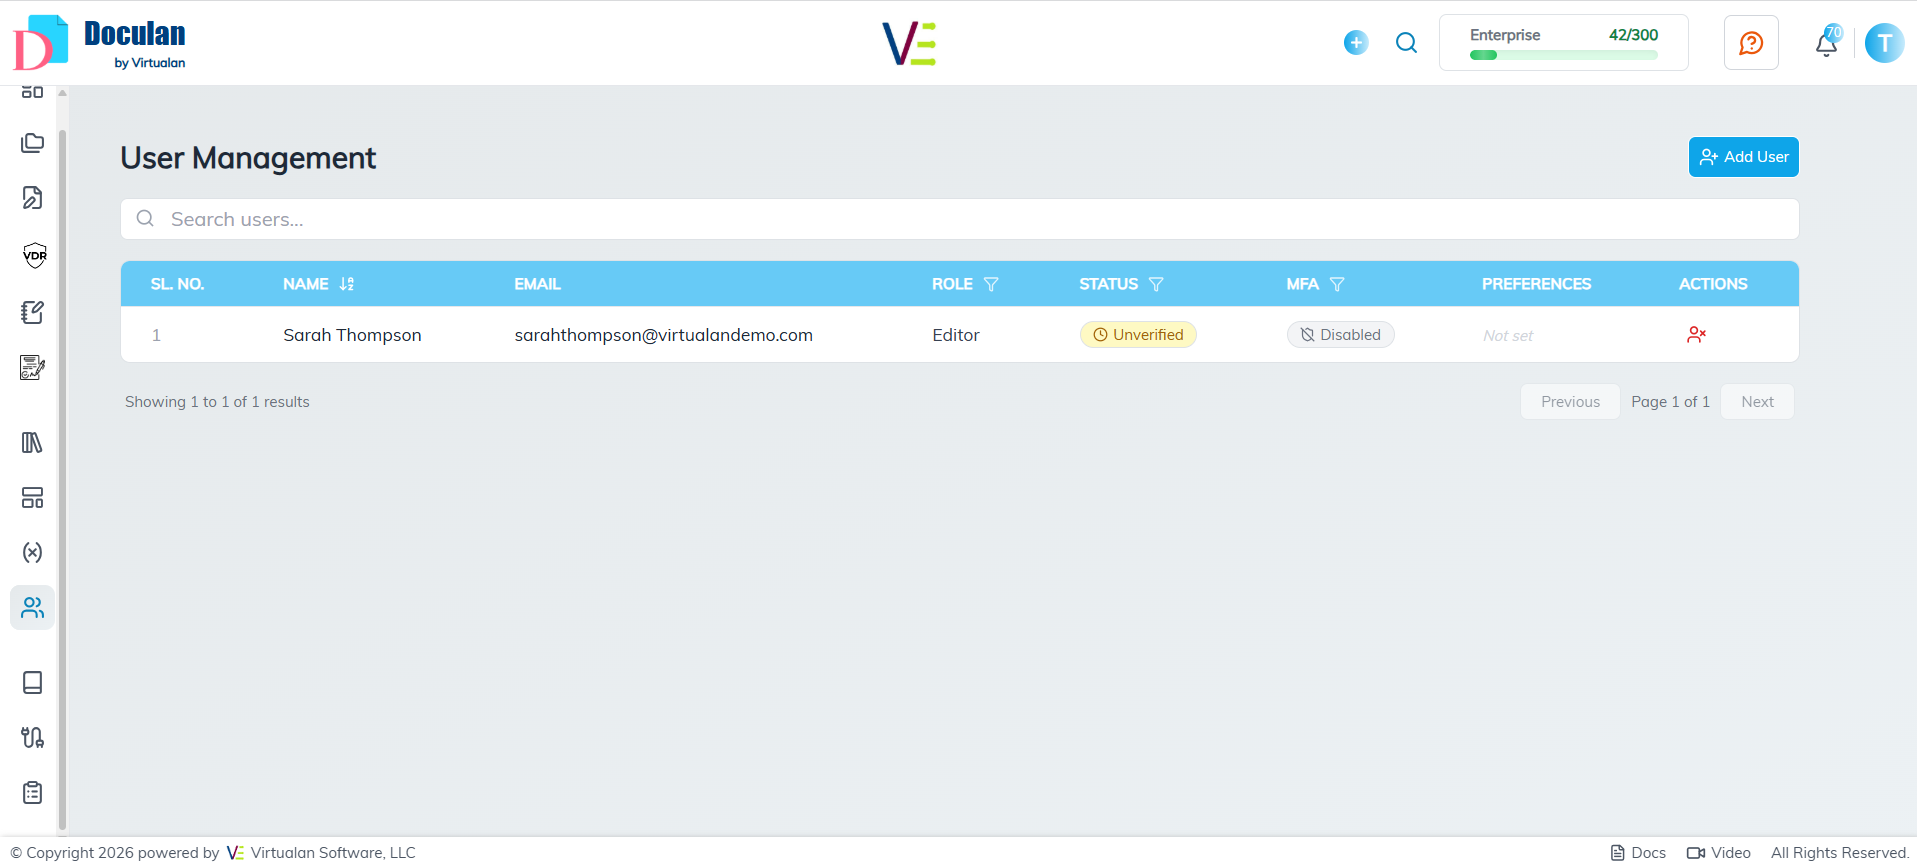 Doculan
by Virtualan
VE
Enterprise 42/300
70
T
VDR
User Management
Add User
Search users...
SL. NO. NAME EMAIL ROLE STATUS MFA PREFERENCES ACTIONS
1 Sarah Thompson sarahthompson@virtualandemo.com Editor Unverified Disabled Not set
Showing 1 to 1 of 1 results
Previous Page 1 of 1 Next
© Copyright 2026 powered by VE Virtualan Software, LLC
Docs Video All Rights Reserved.